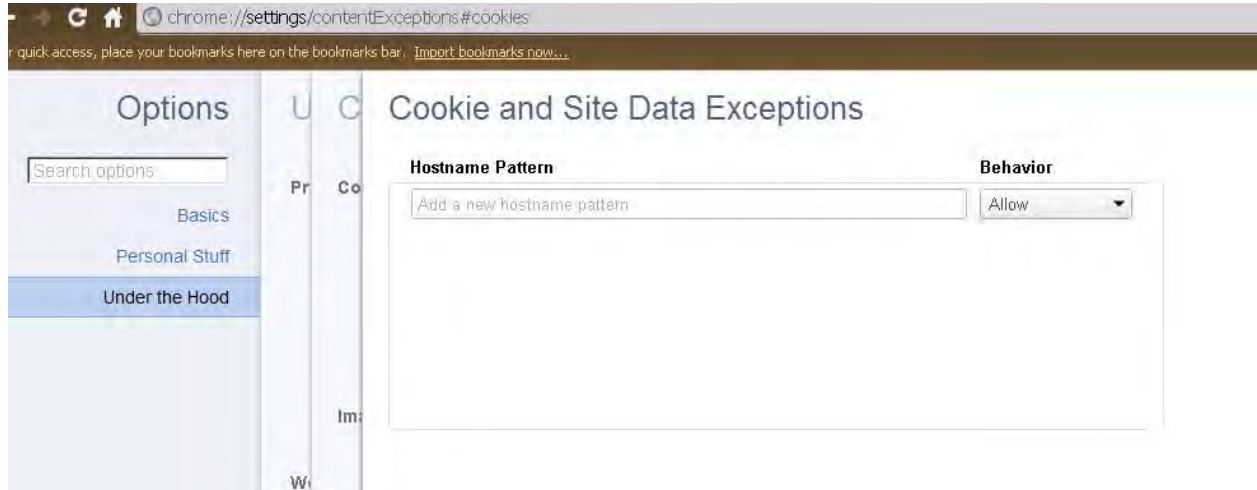 chrome://settings/contentExceptions#cookies
r quick access, place your bookmarks here on the bookmarks bar. Import bookmarks now...
Options
U
C
Cookie and Site Data Exceptions
Search options
Hostname Pattern
Behavior
Pr
Co
Add a new hostname pattern
Allow
Basics
Personal Stuff
Under the Hood
Ima
We